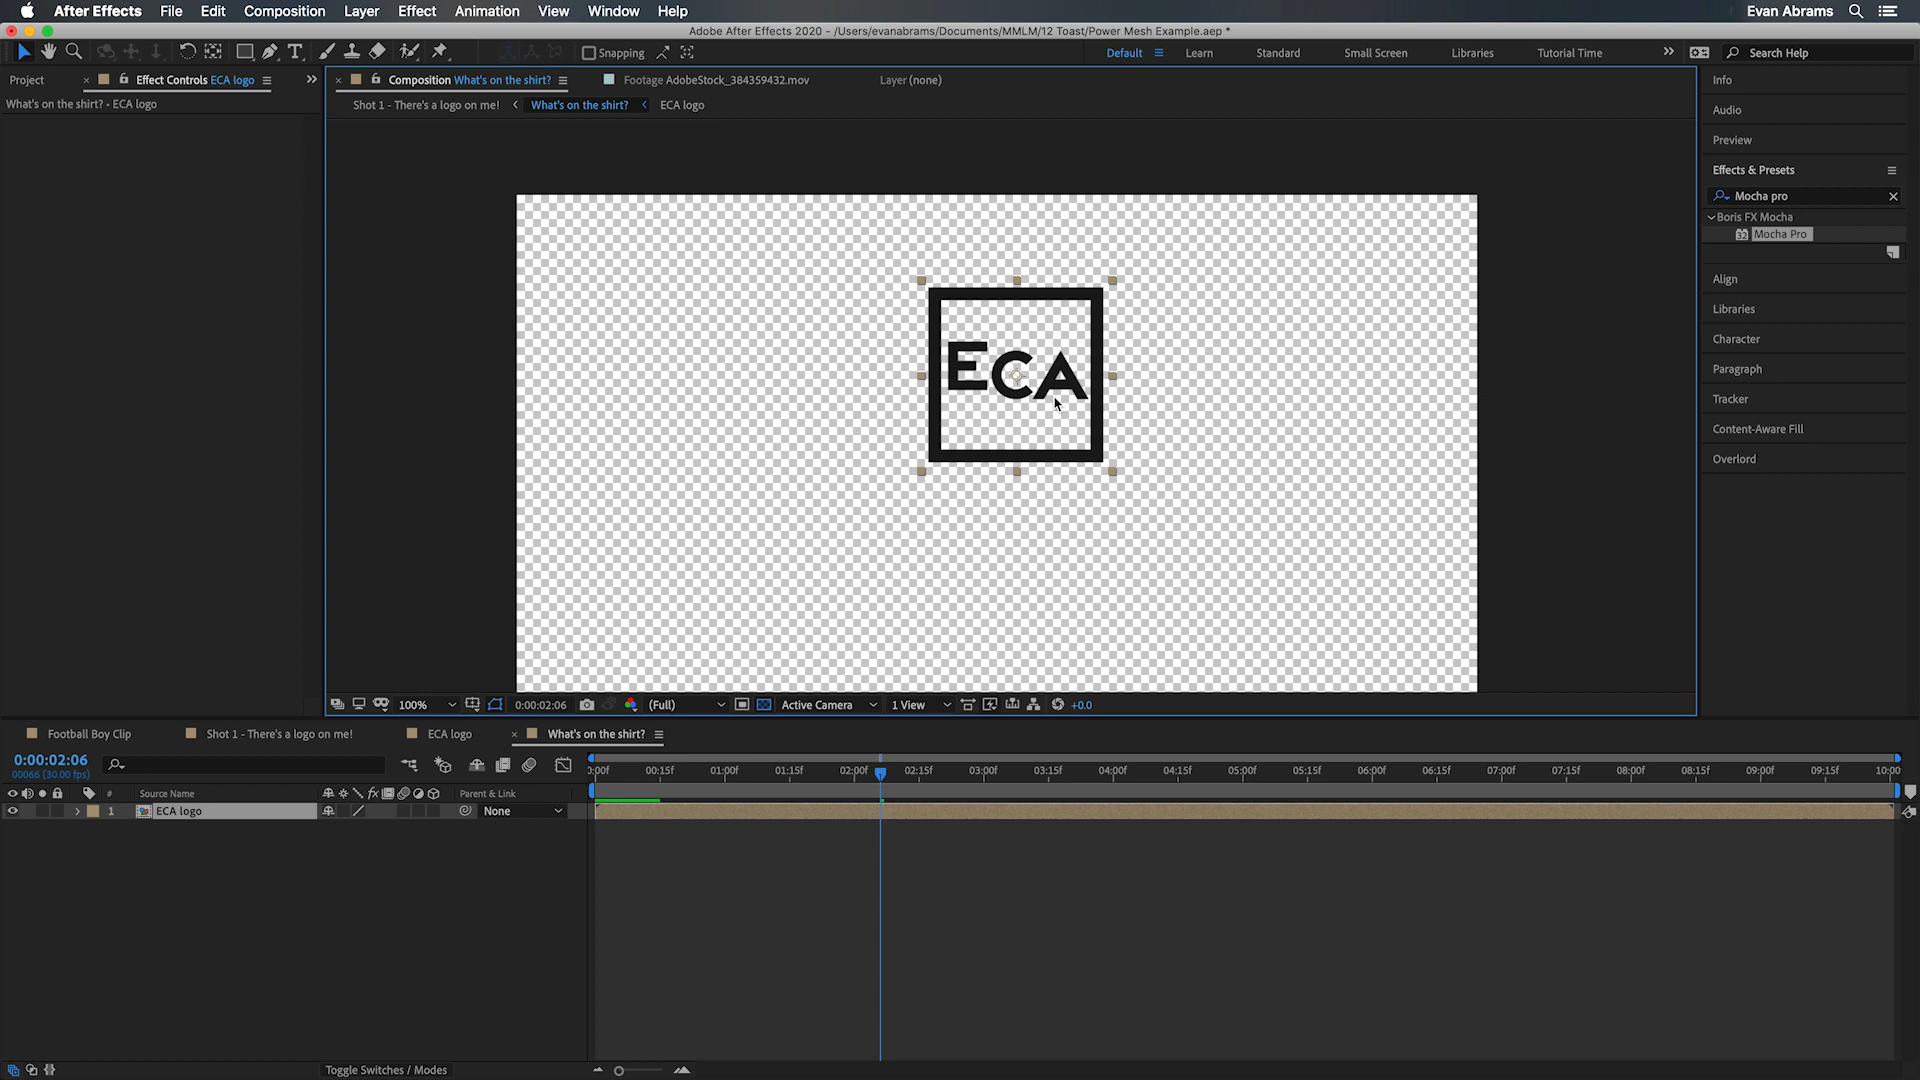 After Effects File Edit Composition Layer Effect Animation View Window Help Evan Abrams
Adobe After Effects 2020 - /Users/evanabrams/Documents/MMLM/12 Toast/Power Mesh Example.aep *
Snapping Default Learn Standard Small Screen Libraries Tutorial Time Search Help
Project Effect Controls ECA logo Composition What's on the shirt? Footage AdobeStock_384359432.mov Layer (none) Info
What's on the shirt? • ECA logo Shot 1 - There's a logo on me! What's on the shirt? ECA logo
Audio
Preview
Effects & Presets
Mocha pro
Boris FX Mocha
32 Mocha Pro
Align
Libraries
Character
Paragraph
Tracker
Content-Aware Fill
Overlord
ECA
100% 0:00:02:06 (Full) Active Camera 1 View +0.0
Football Boy Clip Shot 1 - There's a logo on me! ECA logo What's on the shirt?
0:00:02:06
00066 (30.00 fps)
:00f 00:15f 01:00f 01:15f 02:00f 02:15f 03:00f 03:15f 04:00f 04:15f 05:00f 05:15f 06:00f 06:15f 07:00f 07:15f 08:00f 08:15f 09:00f 09:15f 10:00
# Source Name Parent & Link
1 ECA logo None
Toggle Switches / Modes